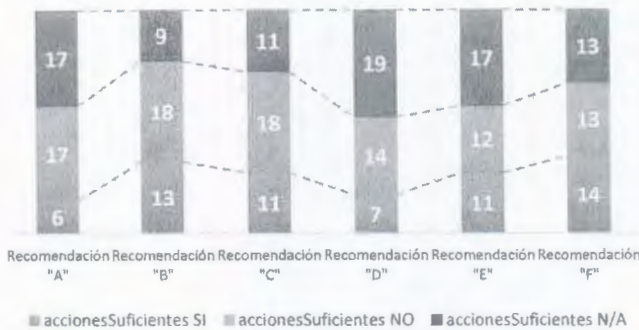 17 9 11 19 17 13
17 18 18 14 12 13
6 13 11 7 11 14
Recomendación Recomendación Recomendación Recomendación Recomendación Recomendación
"A" "B" "C" "D" "E" "F"
accionesSuficientes SI accionesSuficientes NO accionesSuficientes N/A